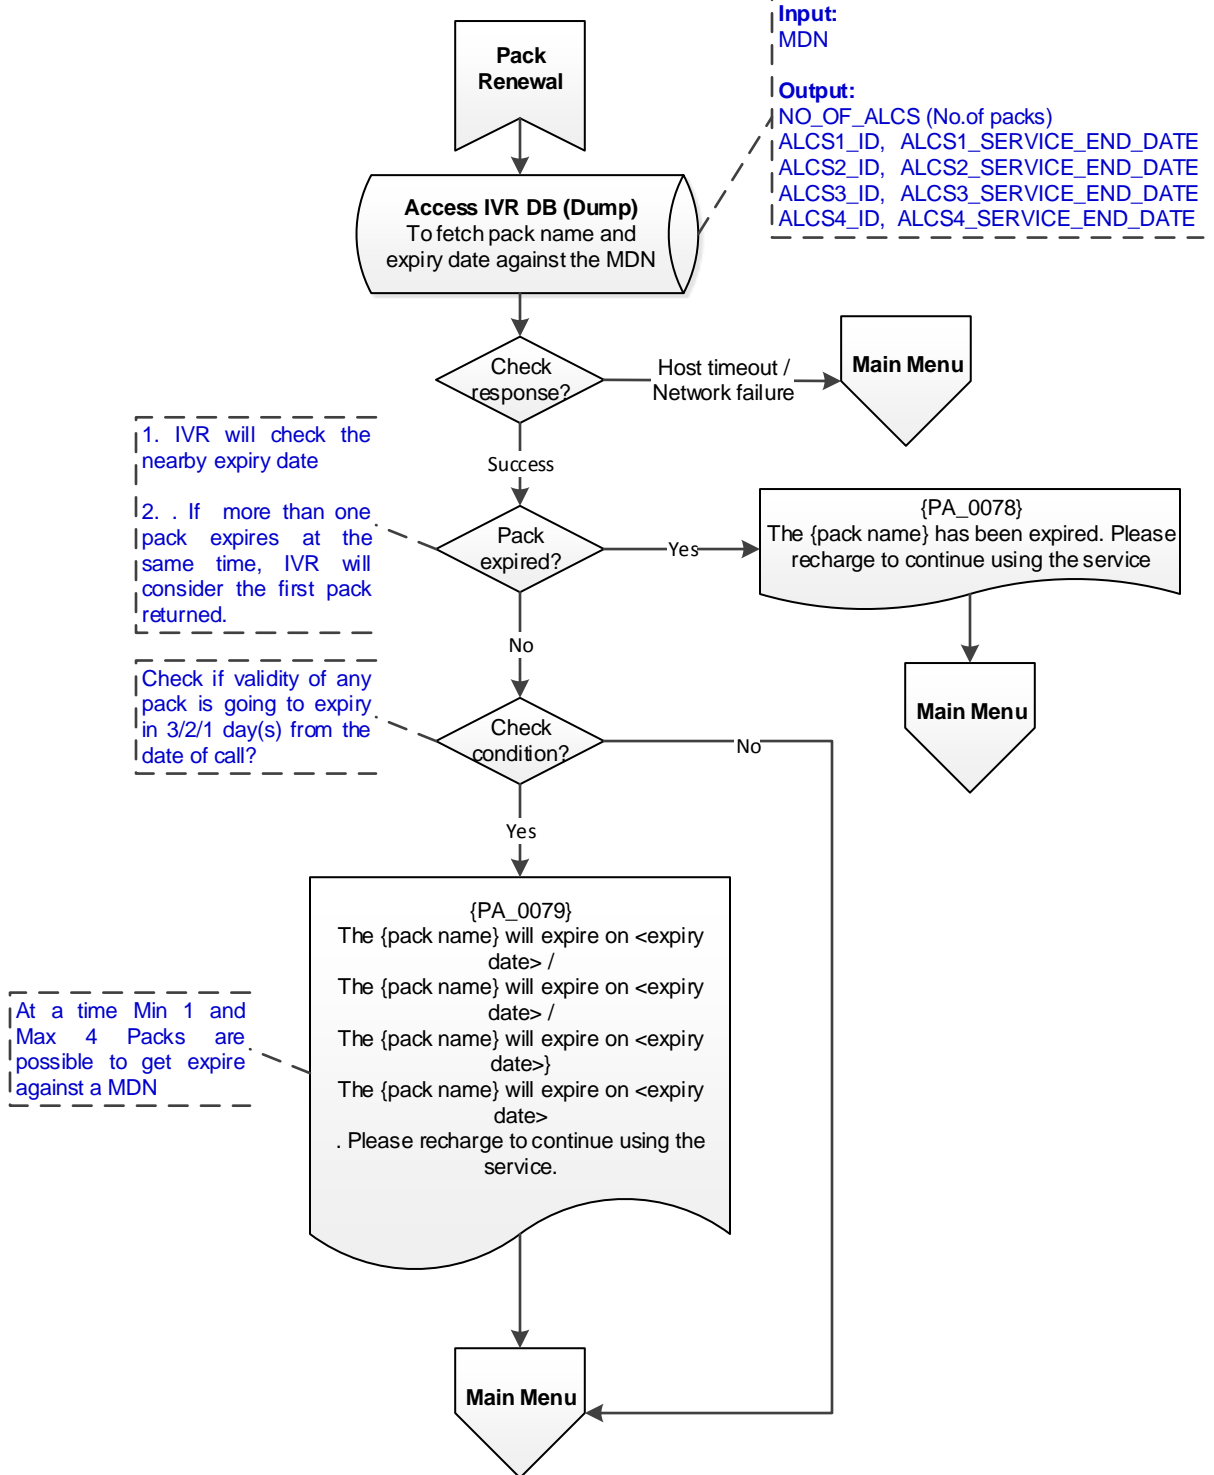 Input:
MDN
Output:
NO_OF_ALCS (No.of packs)
ALCS1_ID, ALCS1_SERVICE_END_DATE
ALCS2_ID, ALCS2_SERVICE_END_DATE
ALCS3_ID, ALCS3_SERVICE_END_DATE
ALCS4_ID, ALCS4_SERVICE_END_DATE
Pack
Renewal
Access IVR DB (Dump)
To fetch pack name and
expiry date against the MDN
Check
response?
Host timeout /
Network failure
Main Menu
Success
1. IVR will check the
nearby expiry date
2. . If more than one
pack expires at the
same time, IVR will
consider the first pack
returned.
Pack
expired?
Yes
{PA_0078}
The {pack name} has been expired. Please
recharge to continue using the service
Main Menu
No
Check if validity of any
pack is going to expiry
in 3/2/1 day(s) from the
date of call?
Check
condition?
No
Yes
{PA_0079}
The {pack name} will expire on <expiry
date> /
The {pack name} will expire on <expiry
date> /
The {pack name} will expire on <expiry
date>}
The {pack name} will expire on <expiry
date>
. Please recharge to continue using the
service.
At a time Min 1 and
Max 4 Packs are
possible to get expire
against a MDN
Main Menu